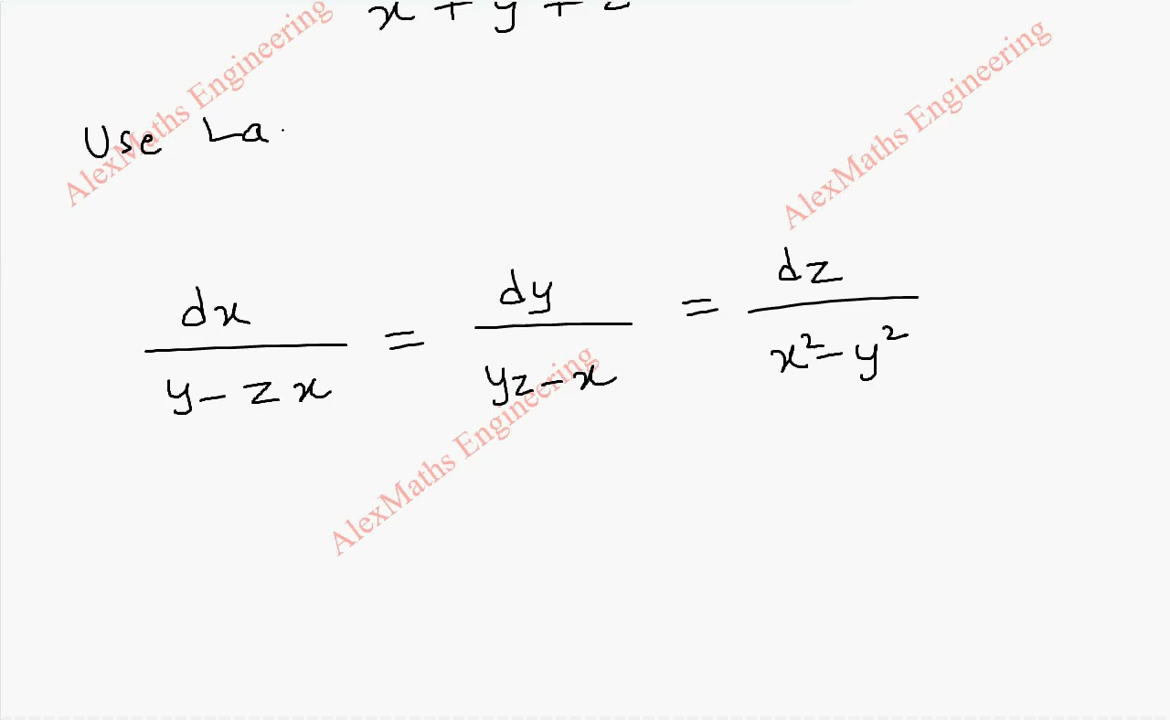 x + y + z
Use La
dx / y - zx = dy / yz - x = dz / x² - y²
AlexMaths Engineering
AlexMaths Engineering
AlexMaths Engineering